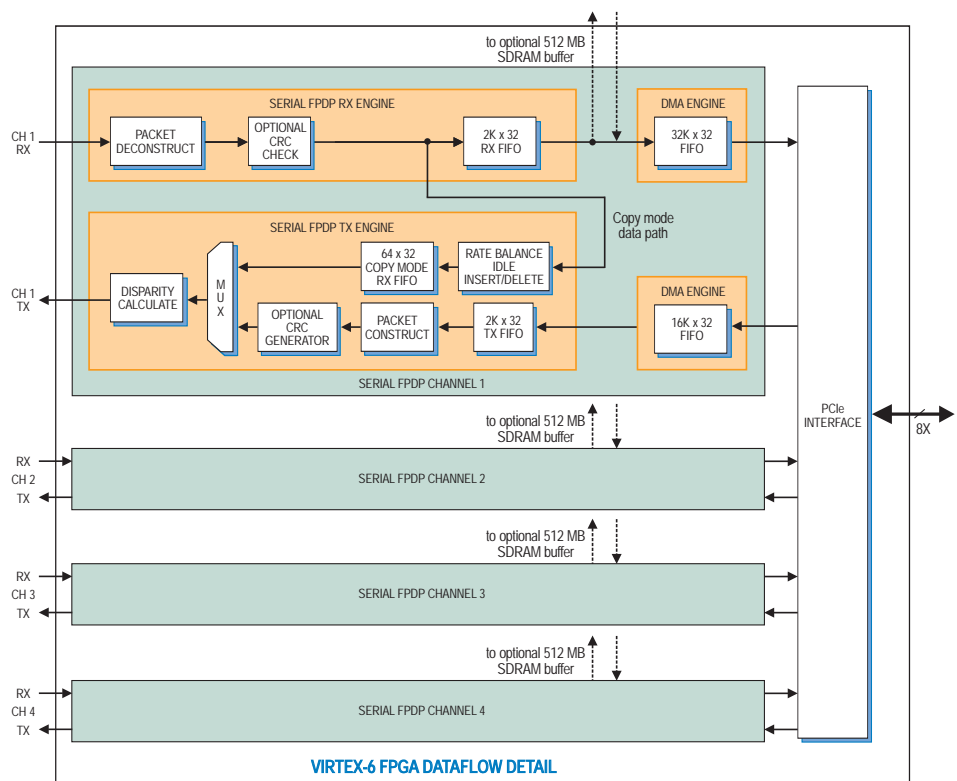 to optional 512 MB
SDRAM buffer
SERIAL FPDP RX ENGINE
DMA ENGINE
CH 1
RX
PACKET
DECONSTRUCT
OPTIONAL
CRC
CHECK
2K x 32
RX FIFO
32K x 32
FIFO
Copy mode
data path
SERIAL FPDP TX ENGINE
64 x 32
COPY MODE
RX FIFO
RATE BALANCE
IDLE
INSERT/DELETE
CH 1
TX
DISPARITY
CALCULATE
M
U
X
OPTIONAL
CRC
GENERATOR
PACKET
CONSTRUCT
2K x 32
TX FIFO
DMA ENGINE
16K x 32
FIFO
SERIAL FPDP CHANNEL 1
PCIe
INTERFACE
8X
to optional 512 MB
SDRAM buffer
RX
CH 2
TX
SERIAL FPDP CHANNEL 2
to optional 512 MB
SDRAM buffer
RX
CH 3
TX
SERIAL FPDP CHANNEL 3
to optional 512 MB
SDRAM buffer
RX
CH 4
TX
SERIAL FPDP CHANNEL 4
VIRTEX-6 FPGA DATAFLOW DETAIL